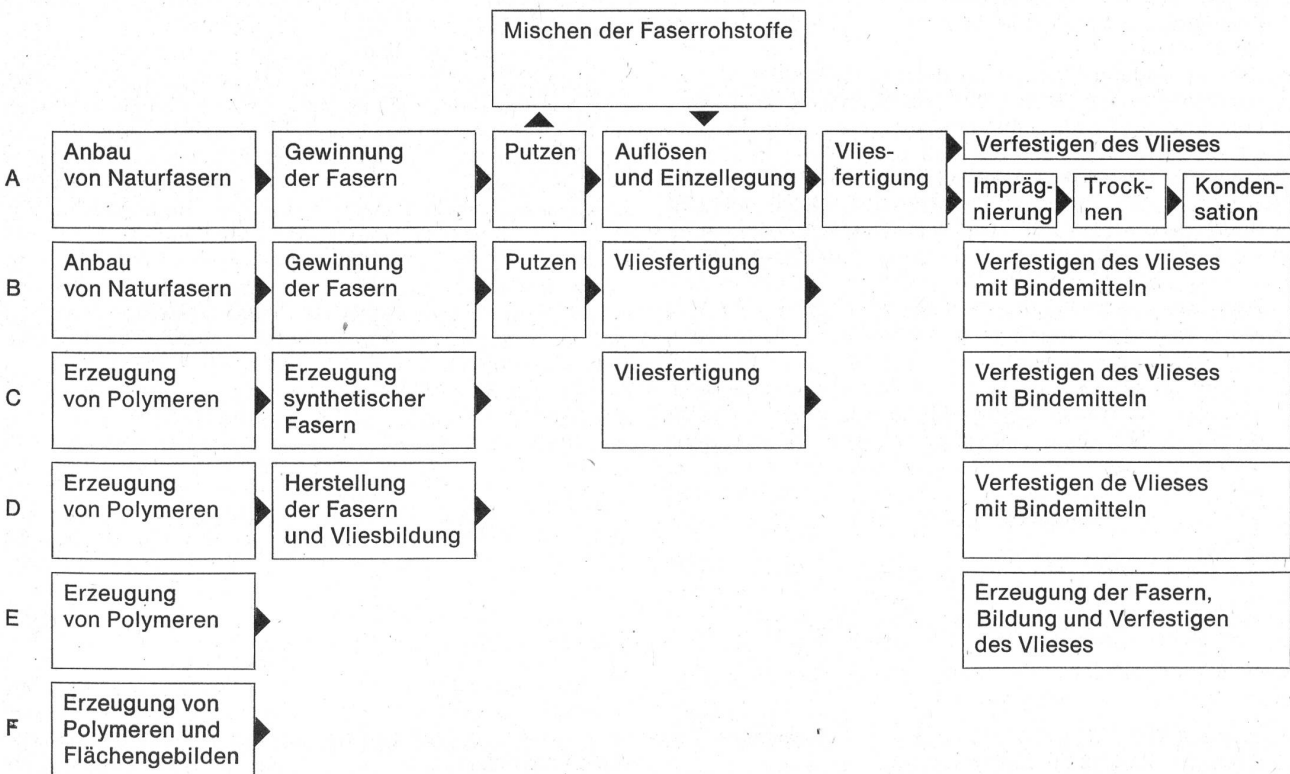 Mischen der Faserrohstoffe
A
Anbau
von Naturfasern
Gewinnung
der Fasern
Putzen
Auflösen
und Einzellegung
Vlies-
fertigung
Verfestigen des Vlieses
Impräg-
nierung
Trock-
nen
Konden-
sation
B
Anbau
von Naturfasern
Gewinnung
der Fasern
Putzen
Vliesfertigung
Verfestigen des Vlieses
mit Bindemitteln
C
Erzeugung
von Polymeren
Erzeugung
synthetischer
Fasern
Vliesfertigung
Verfestigen des Vlieses
mit Bindemitteln
D
Erzeugung
von Polymeren
Herstellung
der Fasern
und Vliesbildung
Verfestigen de Vlieses
mit Bindemitteln
E
Erzeugung
von Polymeren
Erzeugung der Fasern,
Bildung und Verfestigen
des Vlieses
F
Erzeugung von
Polymeren und
Flächengebilden